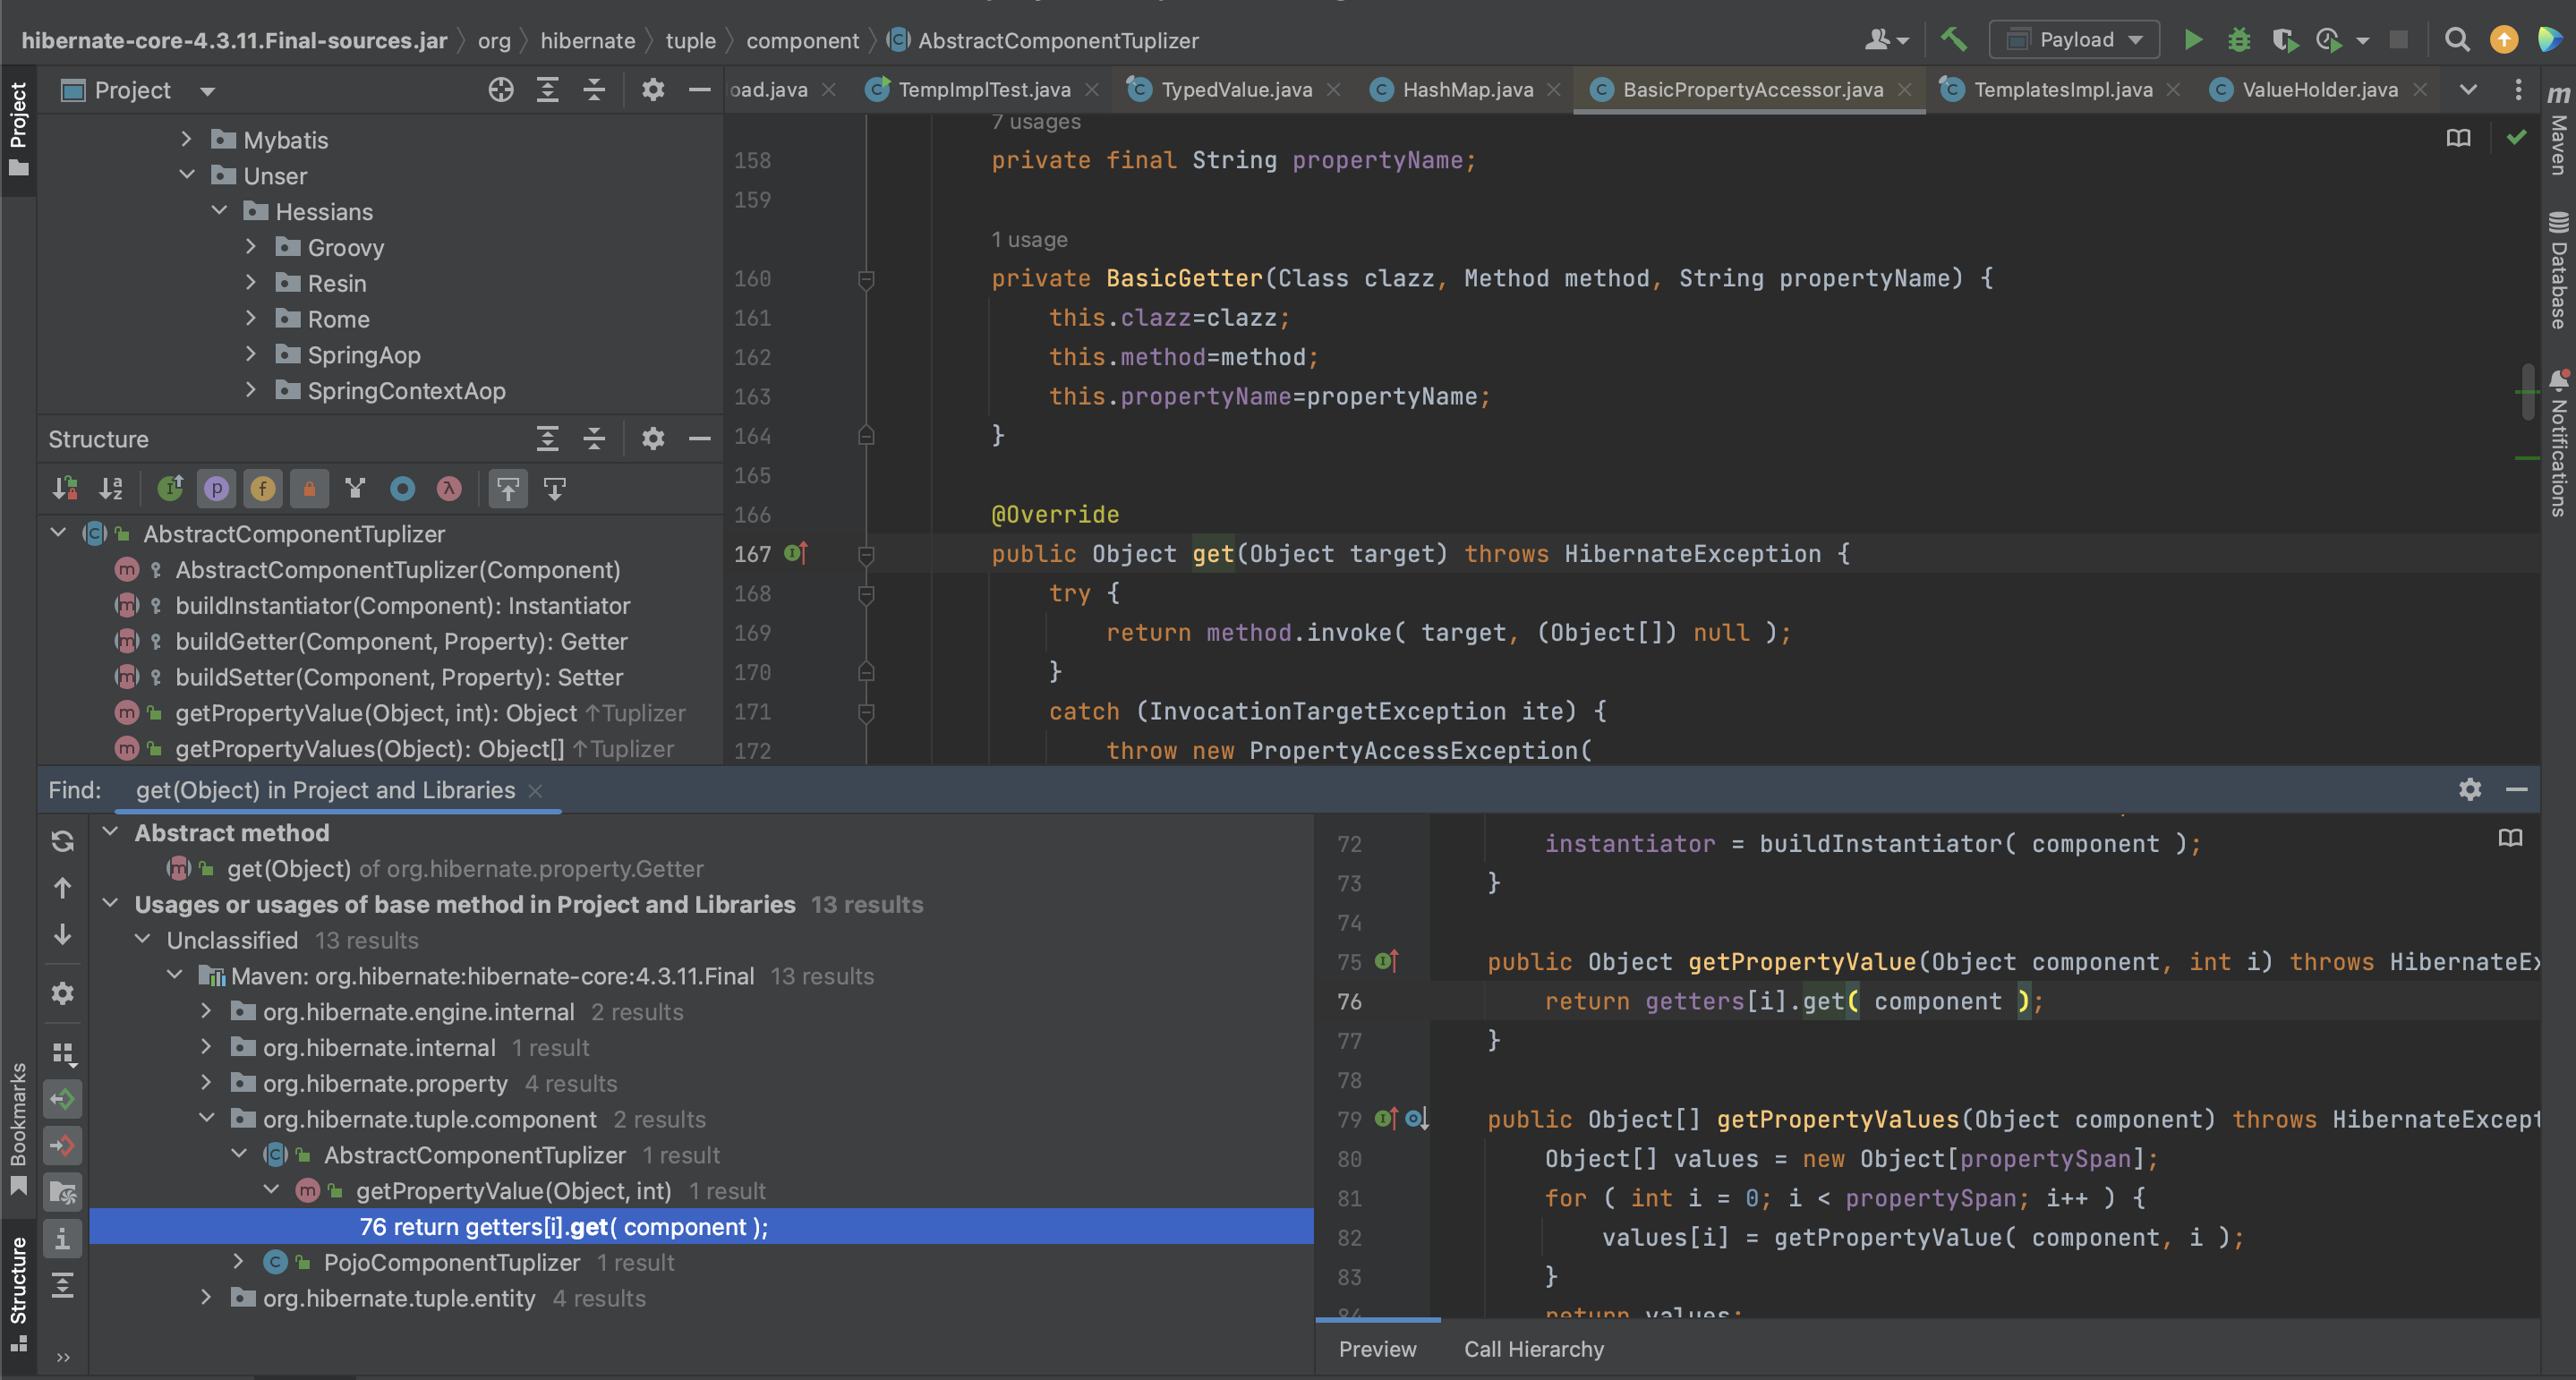 hibernate-core-4.3.11.Final-sources.jar 〉 org 〉 hibernate 〉 tuple 〉 component 〉 AbstractComponentTuplizer
Payload
Project
oad.java
TempImplTest.java
TypedValue.java
HashMap.java
BasicPropertyAccessor.java
TemplatesImpl.java
ValueHolder.java
Project
Mybatis
Unser
Hessians
Groovy
Resin
Rome
SpringAop
SpringContextAop
Structure
AbstractComponentTuplizer
AbstractComponentTuplizer(Component)
buildInstantiator(Component): Instantiator
buildGetter(Component, Property): Getter
buildSetter(Component, Property): Setter
getPropertyValue(Object, int): Object ↑Tuplizer
getPropertyValues(Object): Object[] ↑Tuplizer
7 usages
158 private final String propertyName;
159
1 usage
160 private BasicGetter(Class clazz, Method method, String propertyName) {
161 this.clazz=clazz;
162 this.method=method;
163 this.propertyName=propertyName;
164 }
165
166 @Override
167 public Object get(Object target) throws HibernateException {
168 try {
169 return method.invoke( target, (Object[]) null );
170 }
171 catch (InvocationTargetException ite) {
172 throw new PropertyAccessException(
m Maven
Database
Notifications
Find: get(Object) in Project and Libraries
Abstract method
get(Object) of org.hibernate.property.Getter
Usages or usages of base method in Project and Libraries 13 results
Unclassified 13 results
Maven: org.hibernate:hibernate-core:4.3.11.Final 13 results
org.hibernate.engine.internal 2 results
org.hibernate.internal 1 result
org.hibernate.property 4 results
org.hibernate.tuple.component 2 results
AbstractComponentTuplizer 1 result
getPropertyValue(Object, int) 1 result
76 return getters[i].get( component );
PojoComponentTuplizer 1 result
org.hibernate.tuple.entity 4 results
Bookmarks
Structure
72 instantiator = buildInstantiator( component );
73 }
74
75 public Object getPropertyValue(Object component, int i) throws HibernateEx
76 return getters[i].get( component );
77 }
78
79 public Object[] getPropertyValues(Object component) throws HibernateExcept
80 Object[] values = new Object[propertySpan];
81 for ( int i = 0; i < propertySpan; i++ ) {
82 values[i] = getPropertyValue( component, i );
83 }
84 return values;
Preview
Call Hierarchy